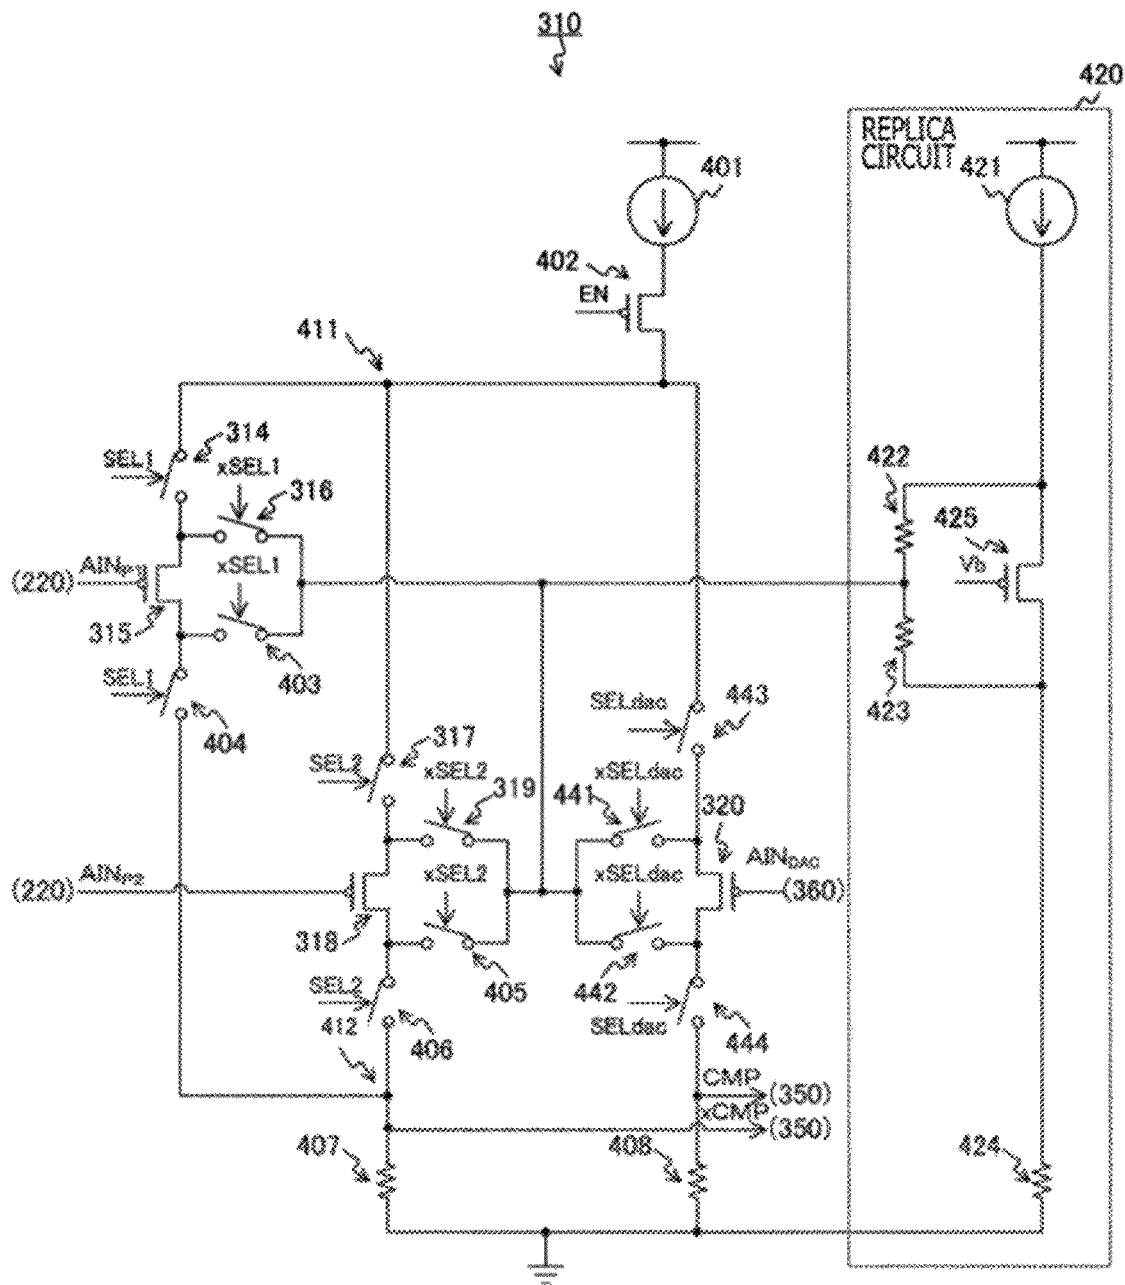 310
420
REPLICA
CIRCUIT
421
401
402
EN
411
314
SEL1
xSEL1
316
422
425
Vb
xSEL1
AINP1
(220)
315
403
SEL1
404
423
SELdac
443
317
SEL2
xSEL2
319
441
xSELdac
320
AINDAC
(360)
AINP2
(220)
xSEL2
xSELdac
318
405
442
SEL2
SELdac
412
406
444
CMP
(350)
xCMP
(350)
407
408
424